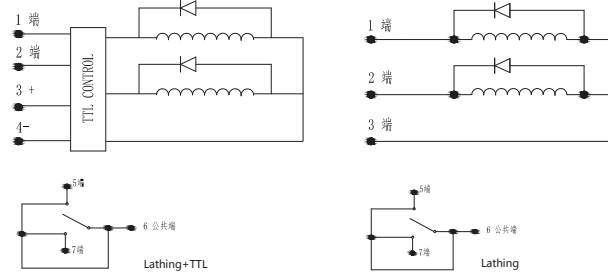 1 端
2 端
3 +
4-
TTL CONTROL
5端
6 公共端
7端
Lathing+TTL
1 端
2 端
3 端
5端
6 公共端
7端
Lathing